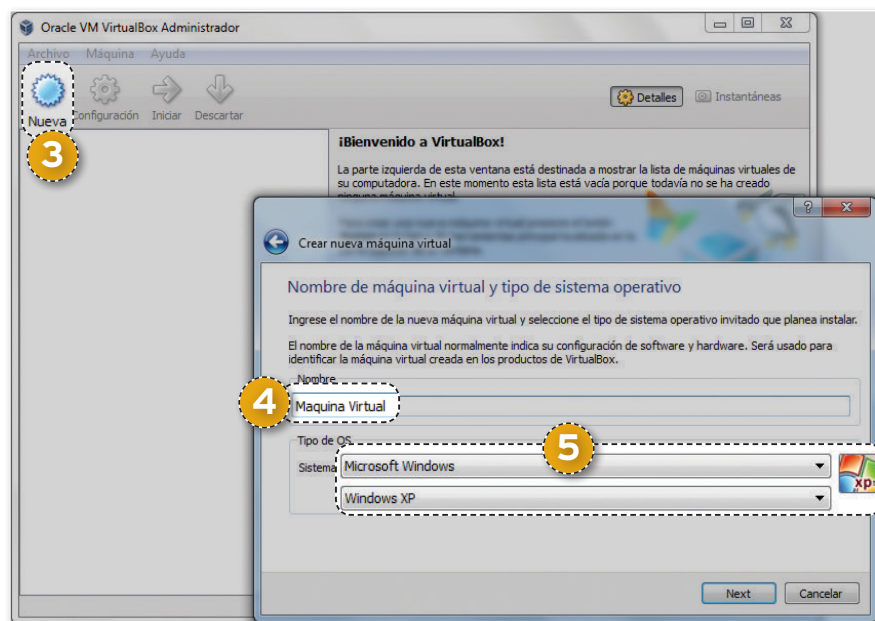 Oracle VM VirtualBox Administrador
Archivo Máquina Ayuda
Nueva Configuración Iniciar Descartar
Detalles Instantáneas
3
¡Bienvenido a VirtualBox!
La parte izquierda de esta ventana está destinada a mostrar la lista de máquinas virtuales de
su computadora. En este momento esta lista está vacía porque todavía no se ha creado
ninguna máquina virtual.
Crear nueva máquina virtual
Nombre de máquina virtual y tipo de sistema operativo
Ingrese el nombre de la nueva máquina virtual y seleccione el tipo de sistema operativo invitado que planea instalar.
El nombre de la máquina virtual normalmente indica su configuración de software y hardware. Será usado para
identificar la máquina virtual creada en los productos de VirtualBox.
Nombre
4
Maquina Virtual
Tipo de OS
5
Sistema
Microsoft Windows
xp
Windows XP
Next Cancelar